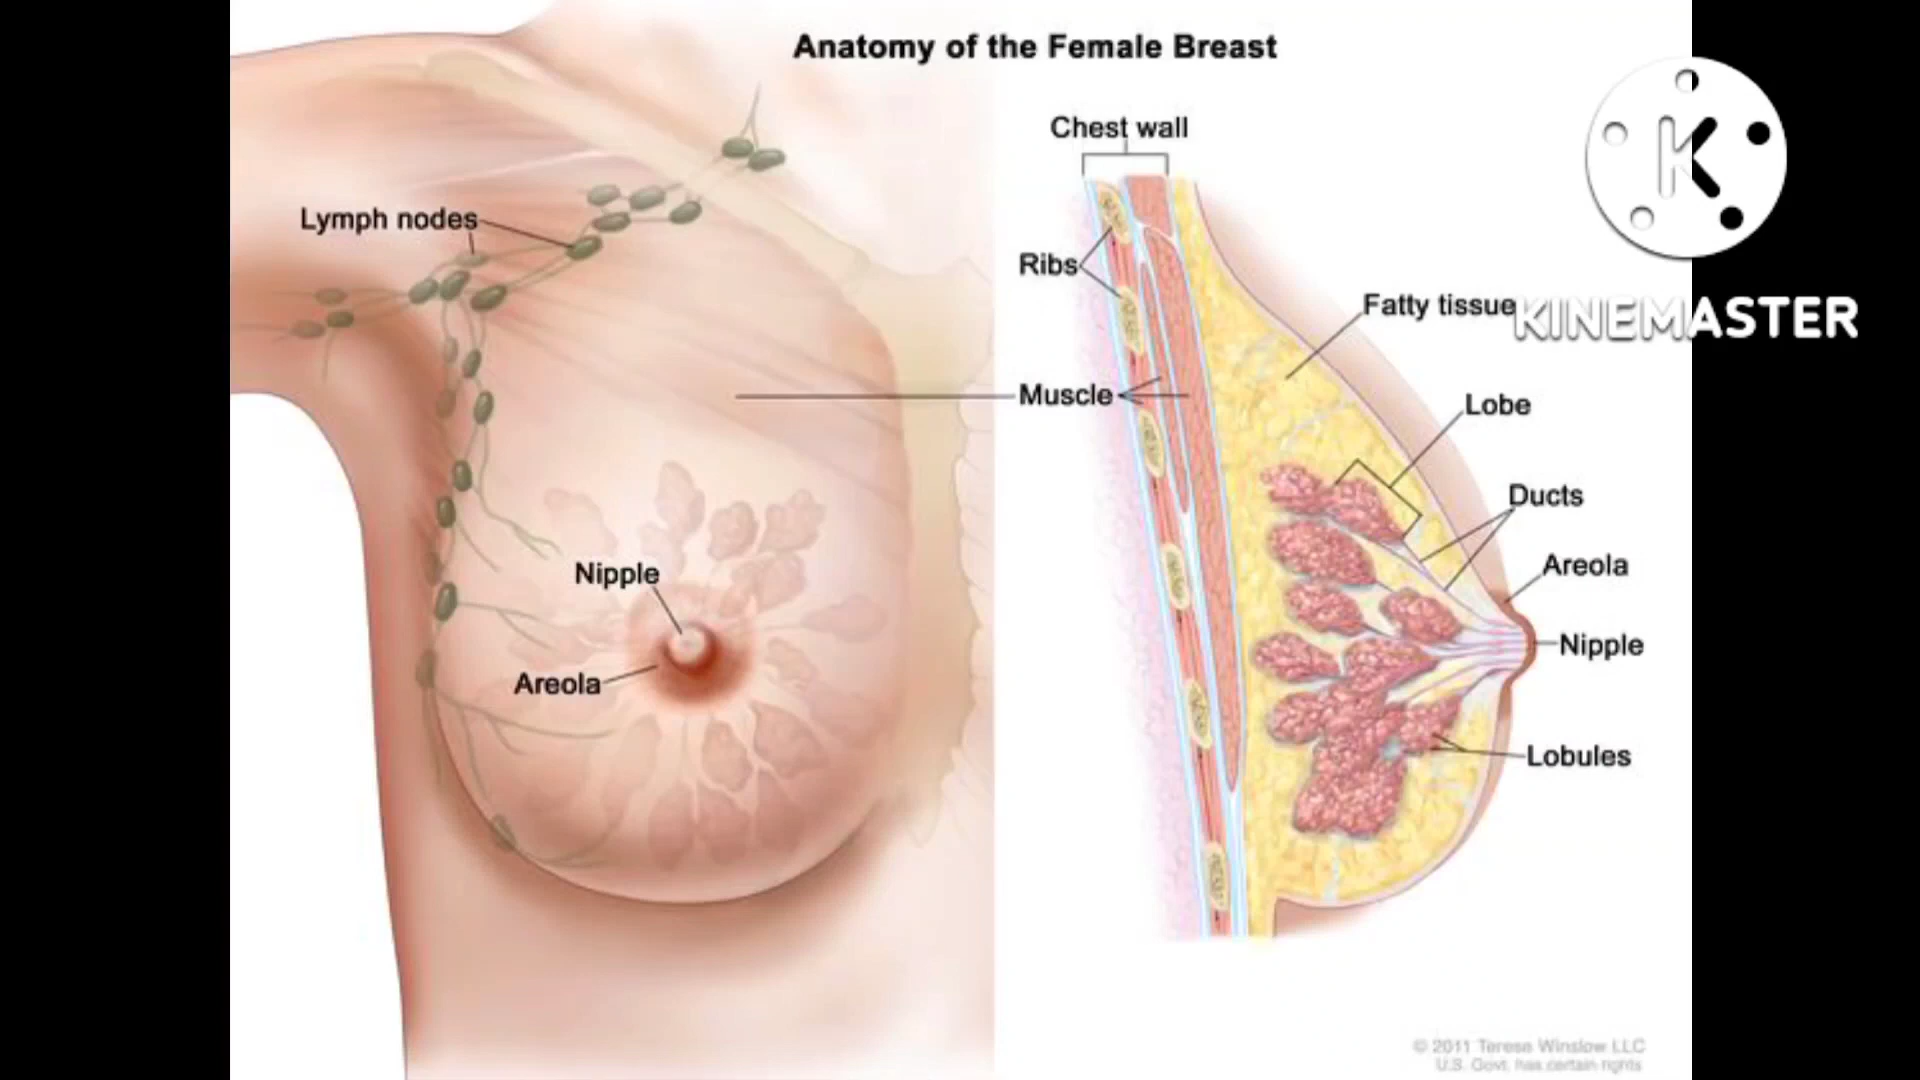 Anatomy of the Female Breast
Chest wall
Lymph nodes
Ribs
Fatty tissue
KINEMASTER
Muscle
Lobe
Ducts
Nipple
Areola
Nipple
Areola
Lobules
K
© 2011 Terese Winslow LLC
U.S. Govt. has certain rights